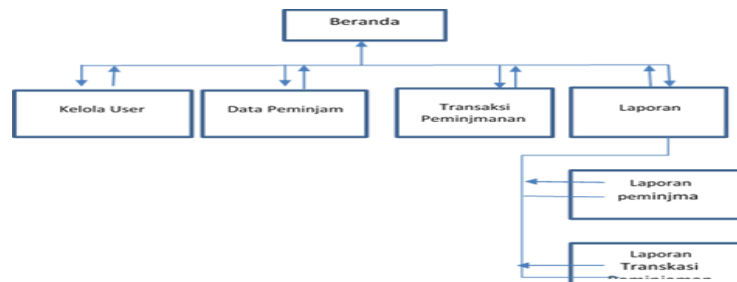 Beranda
Kelola User
Data Peminjam
Transaksi
Peminjmanan
Laporan
Laporan
peminjma
Laporan
Transkasi